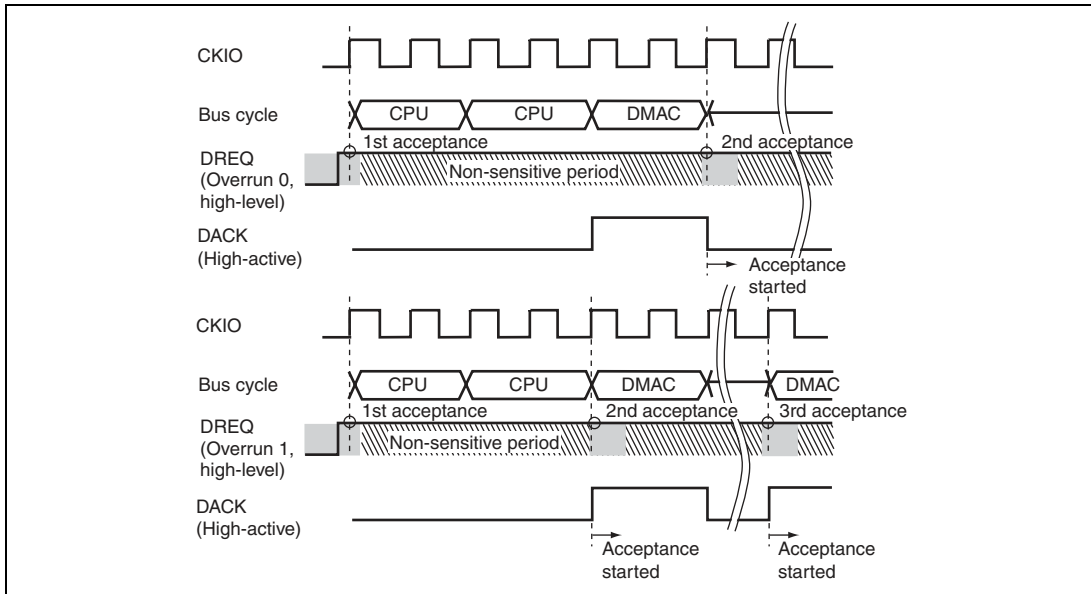 CKIO
Bus cycle
CPU
CPU
DMAC
1st acceptance
2nd acceptance
DREQ
(Overrun 0,
high-level)
Non-sensitive period
DACK
(High-active)
Acceptance
started
CKIO
Bus cycle
CPU
CPU
DMAC
DMAC
1st acceptance
2nd acceptance
3rd acceptance
DREQ
(Overrun 1,
high-level)
Non-sensitive period
DACK
(High-active)
Acceptance
started
Acceptance
started